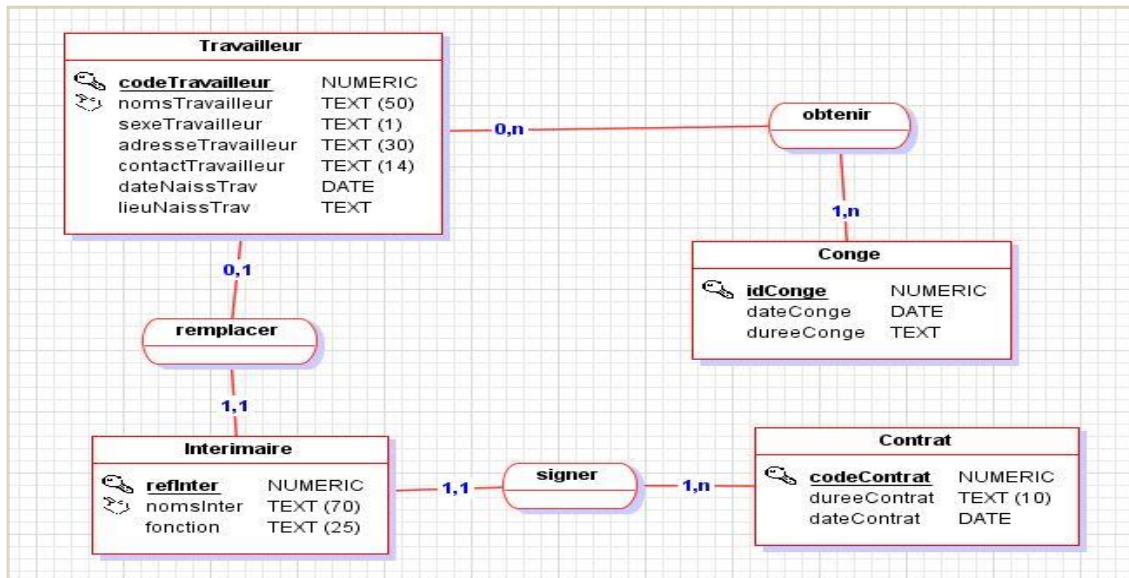 Travailleur
codeTravailleur NUMERIC
nomsTravailleur TEXT (50)
sexeTravailleur TEXT (1)
adresseTravailleur TEXT (30)
contactTravailleur TEXT (14)
dateNaissTrav DATE
lieuNaissTrav TEXT
0,n
obtenir
1,n
Conge
idConge NUMERIC
dateConge DATE
dureeConge TEXT
0,1
remplacer
1,1
Interimaire
refInter NUMERIC
nomsInter TEXT (70)
fonction TEXT (25)
1,1
signer
1,n
Contrat
codeContrat NUMERIC
dureeContrat TEXT (10)
dateContrat DATE